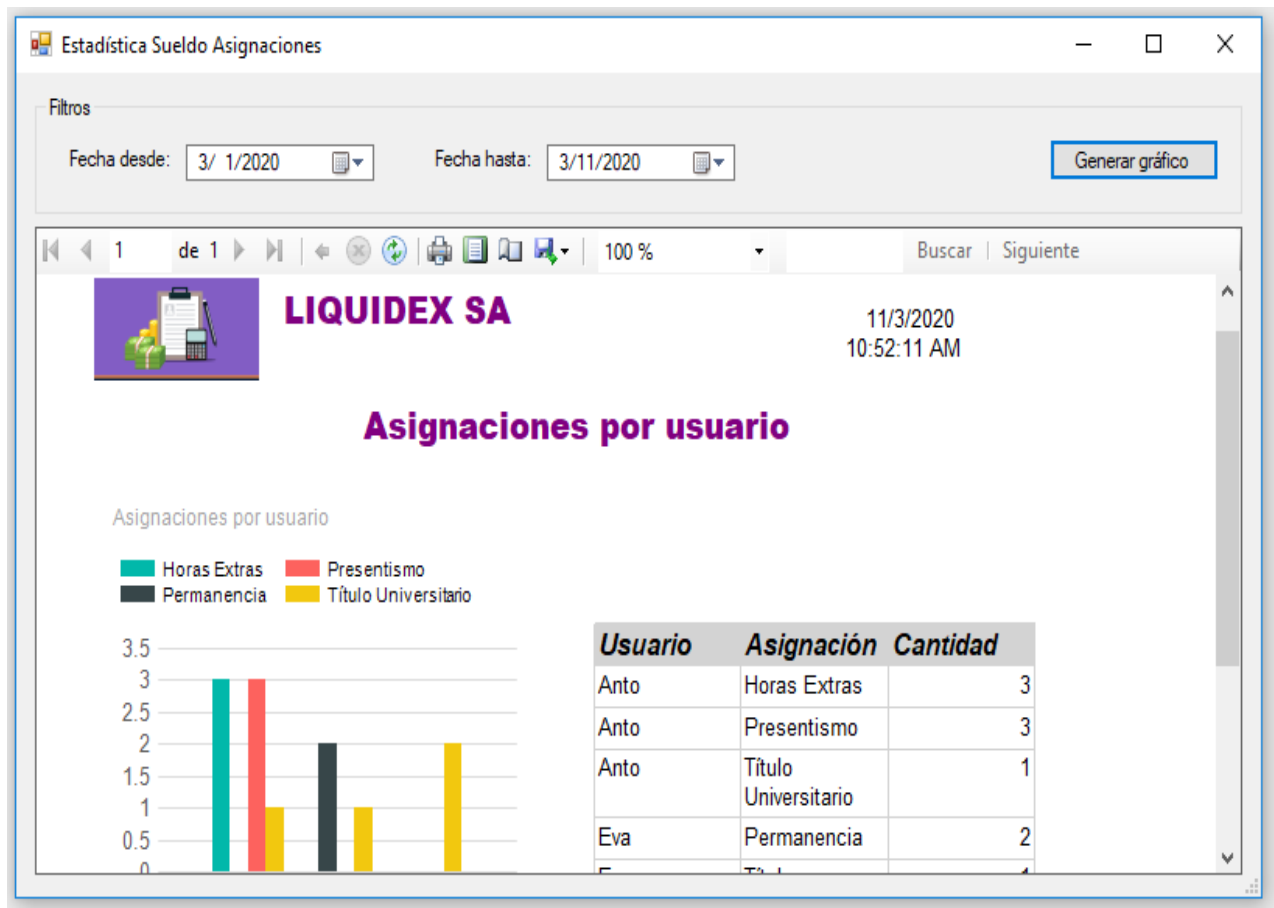 Estadística Sueldo Asignaciones
Filtros
Fecha desde: 3/ 1/2020 Fecha hasta: 3/11/2020 Generar gráfico
1 de 1 100 % Buscar | Siguiente
LIQUIDEX SA
11/3/2020
10:52:11 AM
Asignaciones por usuario
Asignaciones por usuario
Horas Extras Presentismo
Permanencia Título Universitario
3.5
3
2.5
2
1.5
1
0.5
0
Usuario Asignación Cantidad
Anto Horas Extras 3
Anto Presentismo 3
Anto Título Universitario 1
Eva Permanencia 2